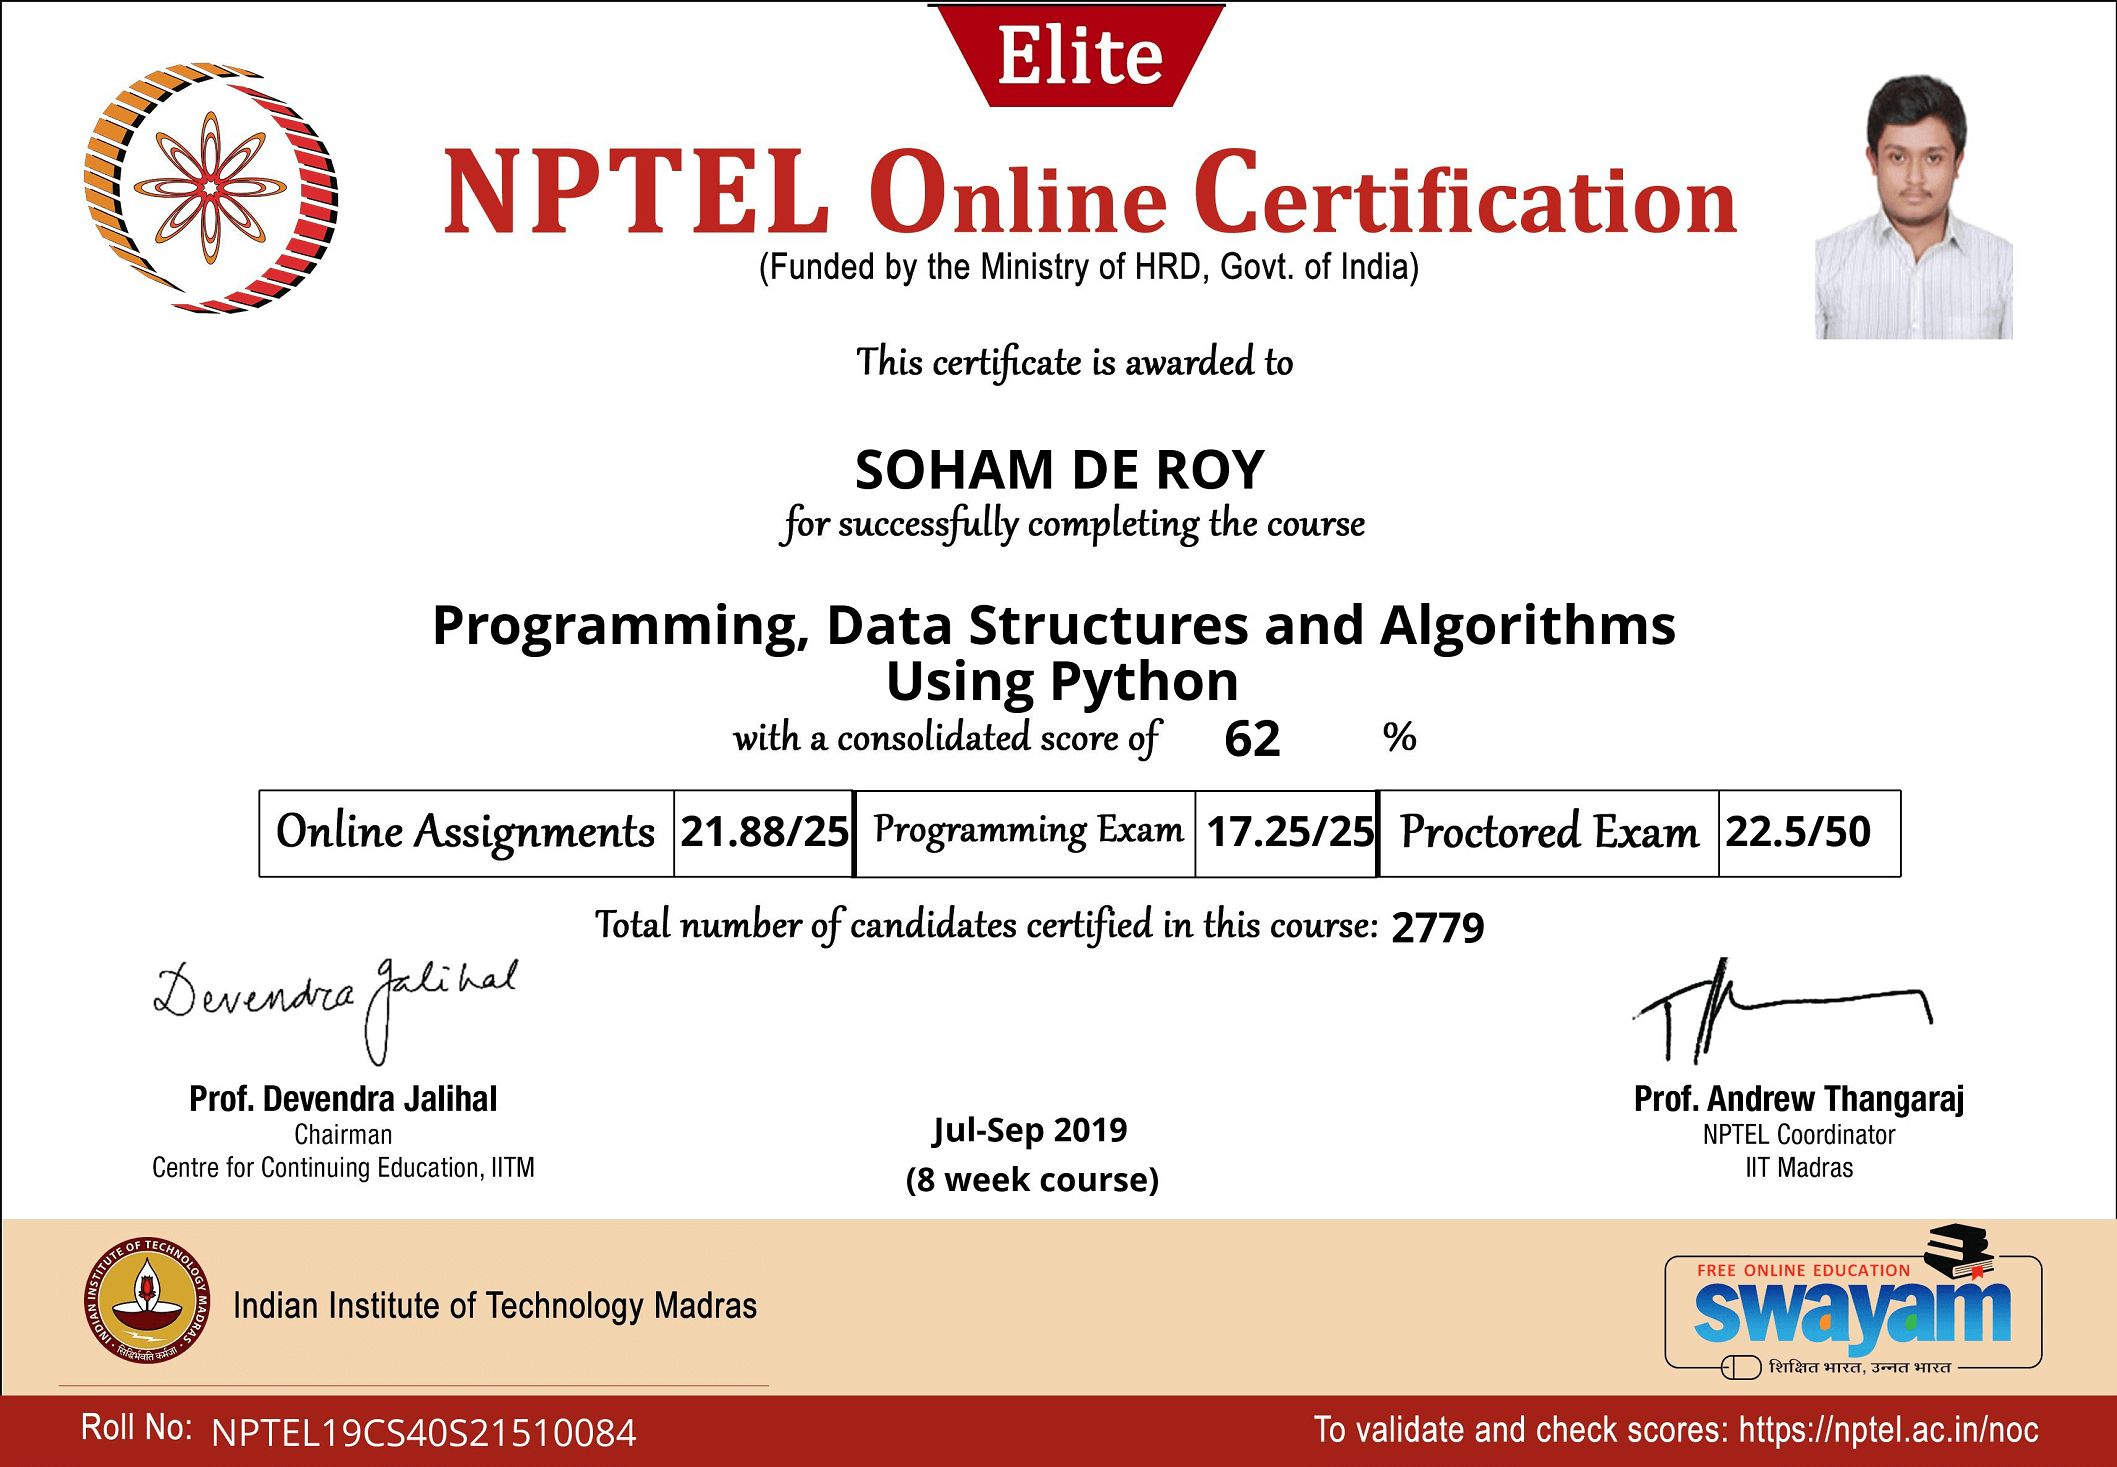 Elite
NPTEL Online Certification
(Funded by the Ministry of HRD, Govt. of India)
This certificate is awarded to
SOHAM DE ROY
for successfully completing the course
Programming, Data Structures and Algorithms
Using Python
with a consolidated score of 62 %
Online Assignments 21.88/25 Programming Exam 17.25/25 Proctored Exam 22.5/50
Total number of candidates certified in this course: 2779
Devendra Jalihal
Prof. Devendra Jalihal
Chairman
Centre for Continuing Education, IITM
Jul-Sep 2019
(8 week course)
Prof. Andrew Thangaraj
NPTEL Coordinator
IIT Madras
INDIAN INSTITUTE OF TECHNOLOGY MADRAS
सिद्धिर्भवति कर्मजा
Indian Institute of Technology Madras
FREE ONLINE EDUCATION
swayam
शिक्षित भारत, उन्नत भारत
Roll No: NPTEL19CS40S21510084
To validate and check scores: https://nptel.ac.in/noc